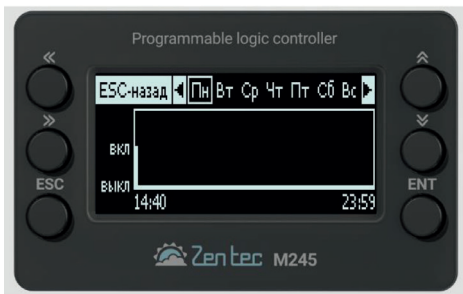 Programmable logic controller
«
ESC-назад Пн Вт Ср Чт Пт Сб Вс
»
вкл
выкл
14:40 23:59
ESC
ENT
Zentec M245